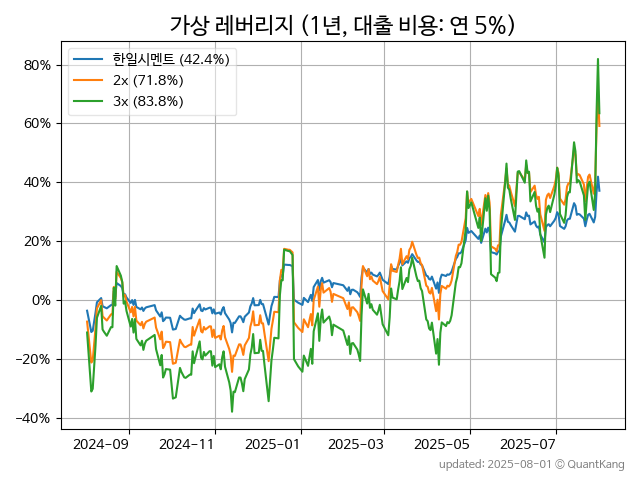 가상 레버리지 (1년, 대출 비용: 연 5%)
한일시멘트 (42.4%)
2x (71.8%)
3x (83.8%)
80%
60%
40%
20%
0%
−20%
−40%
2024-09 2024-11 2025-01 2025-03 2025-05 2025-07
updated: 2025-08-01 © QuantKang